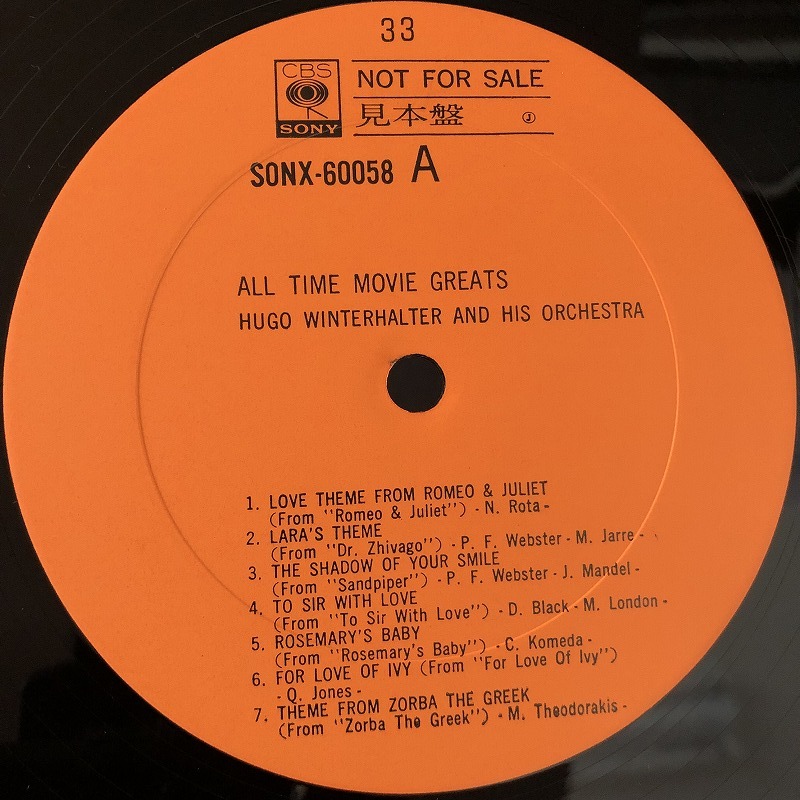 33
CBS
SONY
NOT FOR SALE
見本盤 Ⓙ
SONX-60058 A
ALL TIME MOVIE GREATS
HUGO WINTERHALTER AND HIS ORCHESTRA
1. LOVE THEME FROM ROMEO & JULIET
(From "Romeo & Juliet") - N. Rota -
2. LARA'S THEME
(From "Dr. Zhivago") - P. F. Webster - M. Jarre -
3. THE SHADOW OF YOUR SMILE
(From "Sandpiper") - P. F. Webster - J. Mandel -
4. TO SIR WITH LOVE
(From "To Sir With Love") - D. Black - M. London -
5. ROSEMARY'S BABY
(From "Rosemary's Baby") - C. Komeda -
6. FOR LOVE OF IVY (From "For Love Of Ivy")
- Q. Jones -
7. THEME FROM ZORBA THE GREEK
(From "Zorba The Greek") - M. Theodorakis -